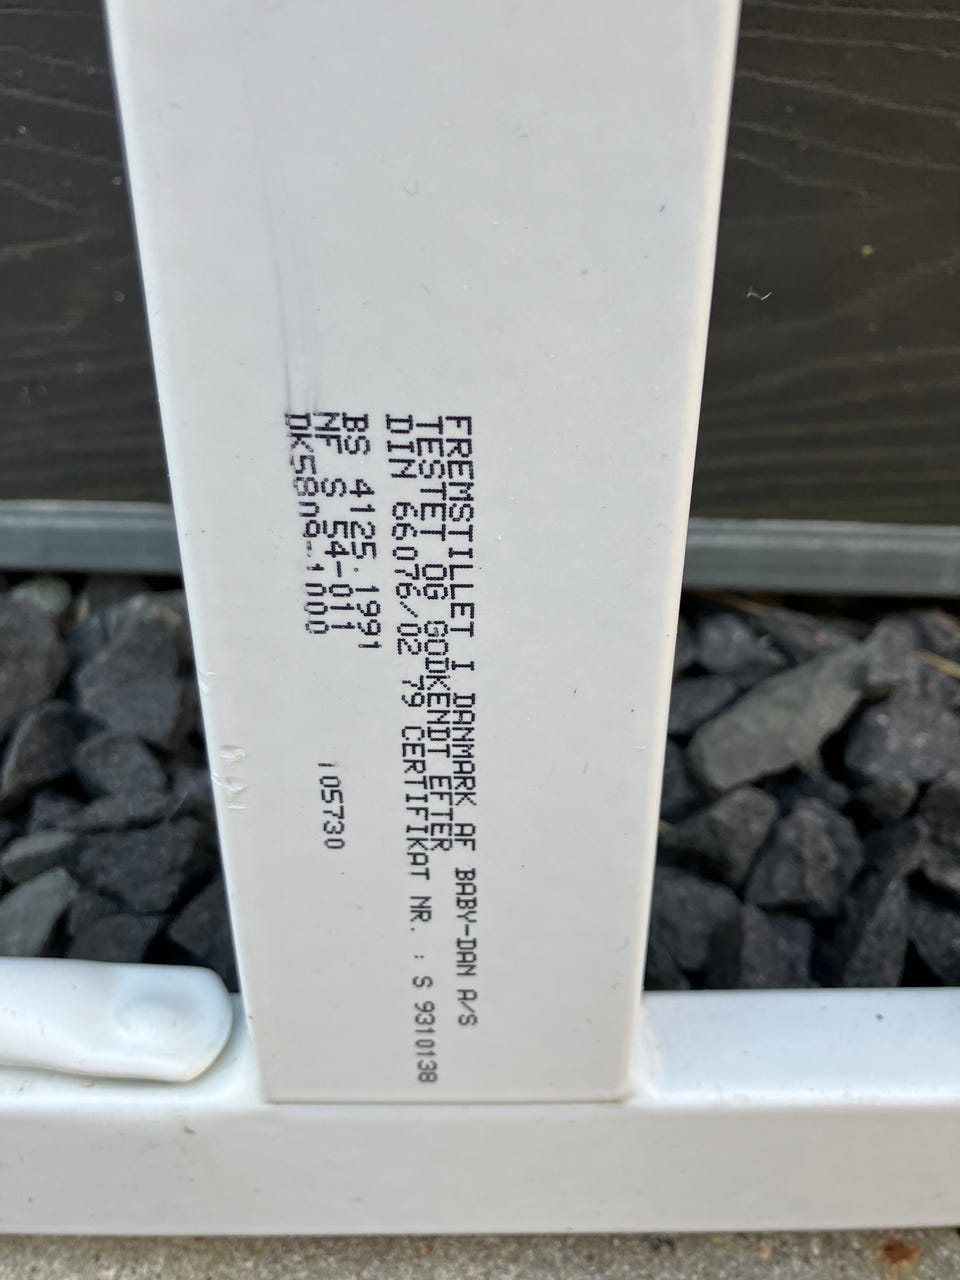 FREMSTILLET I DANMARK AF BABY-DAN A/S
TESTET OG GODKENDT EFTER
DIN 66076/02 79 CERTIFIKAT NR. : S 9310138
BS 4125:1991
NF S 54-011
105730